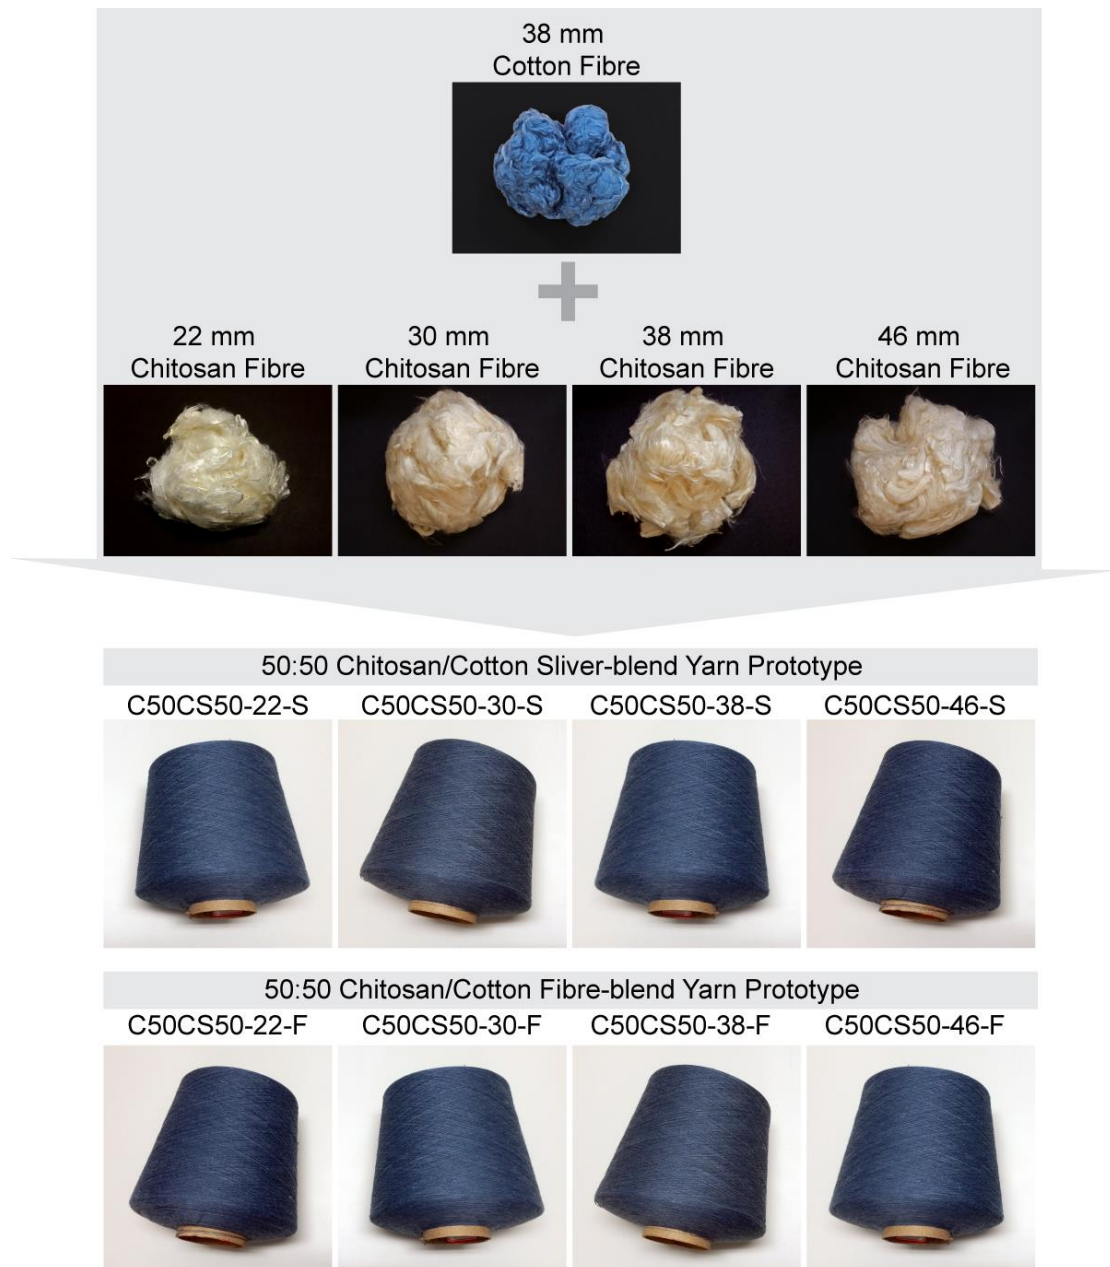 38 mm
Cotton Fibre
22 mm
Chitosan Fibre
30 mm
Chitosan Fibre
38 mm
Chitosan Fibre
46 mm
Chitosan Fibre
50:50 Chitosan/Cotton Sliver-blend Yarn Prototype
C50CS50-22-S
C50CS50-30-S
C50CS50-38-S
C50CS50-46-S
50:50 Chitosan/Cotton Fibre-blend Yarn Prototype
C50CS50-22-F
C50CS50-30-F
C50CS50-38-F
C50CS50-46-F